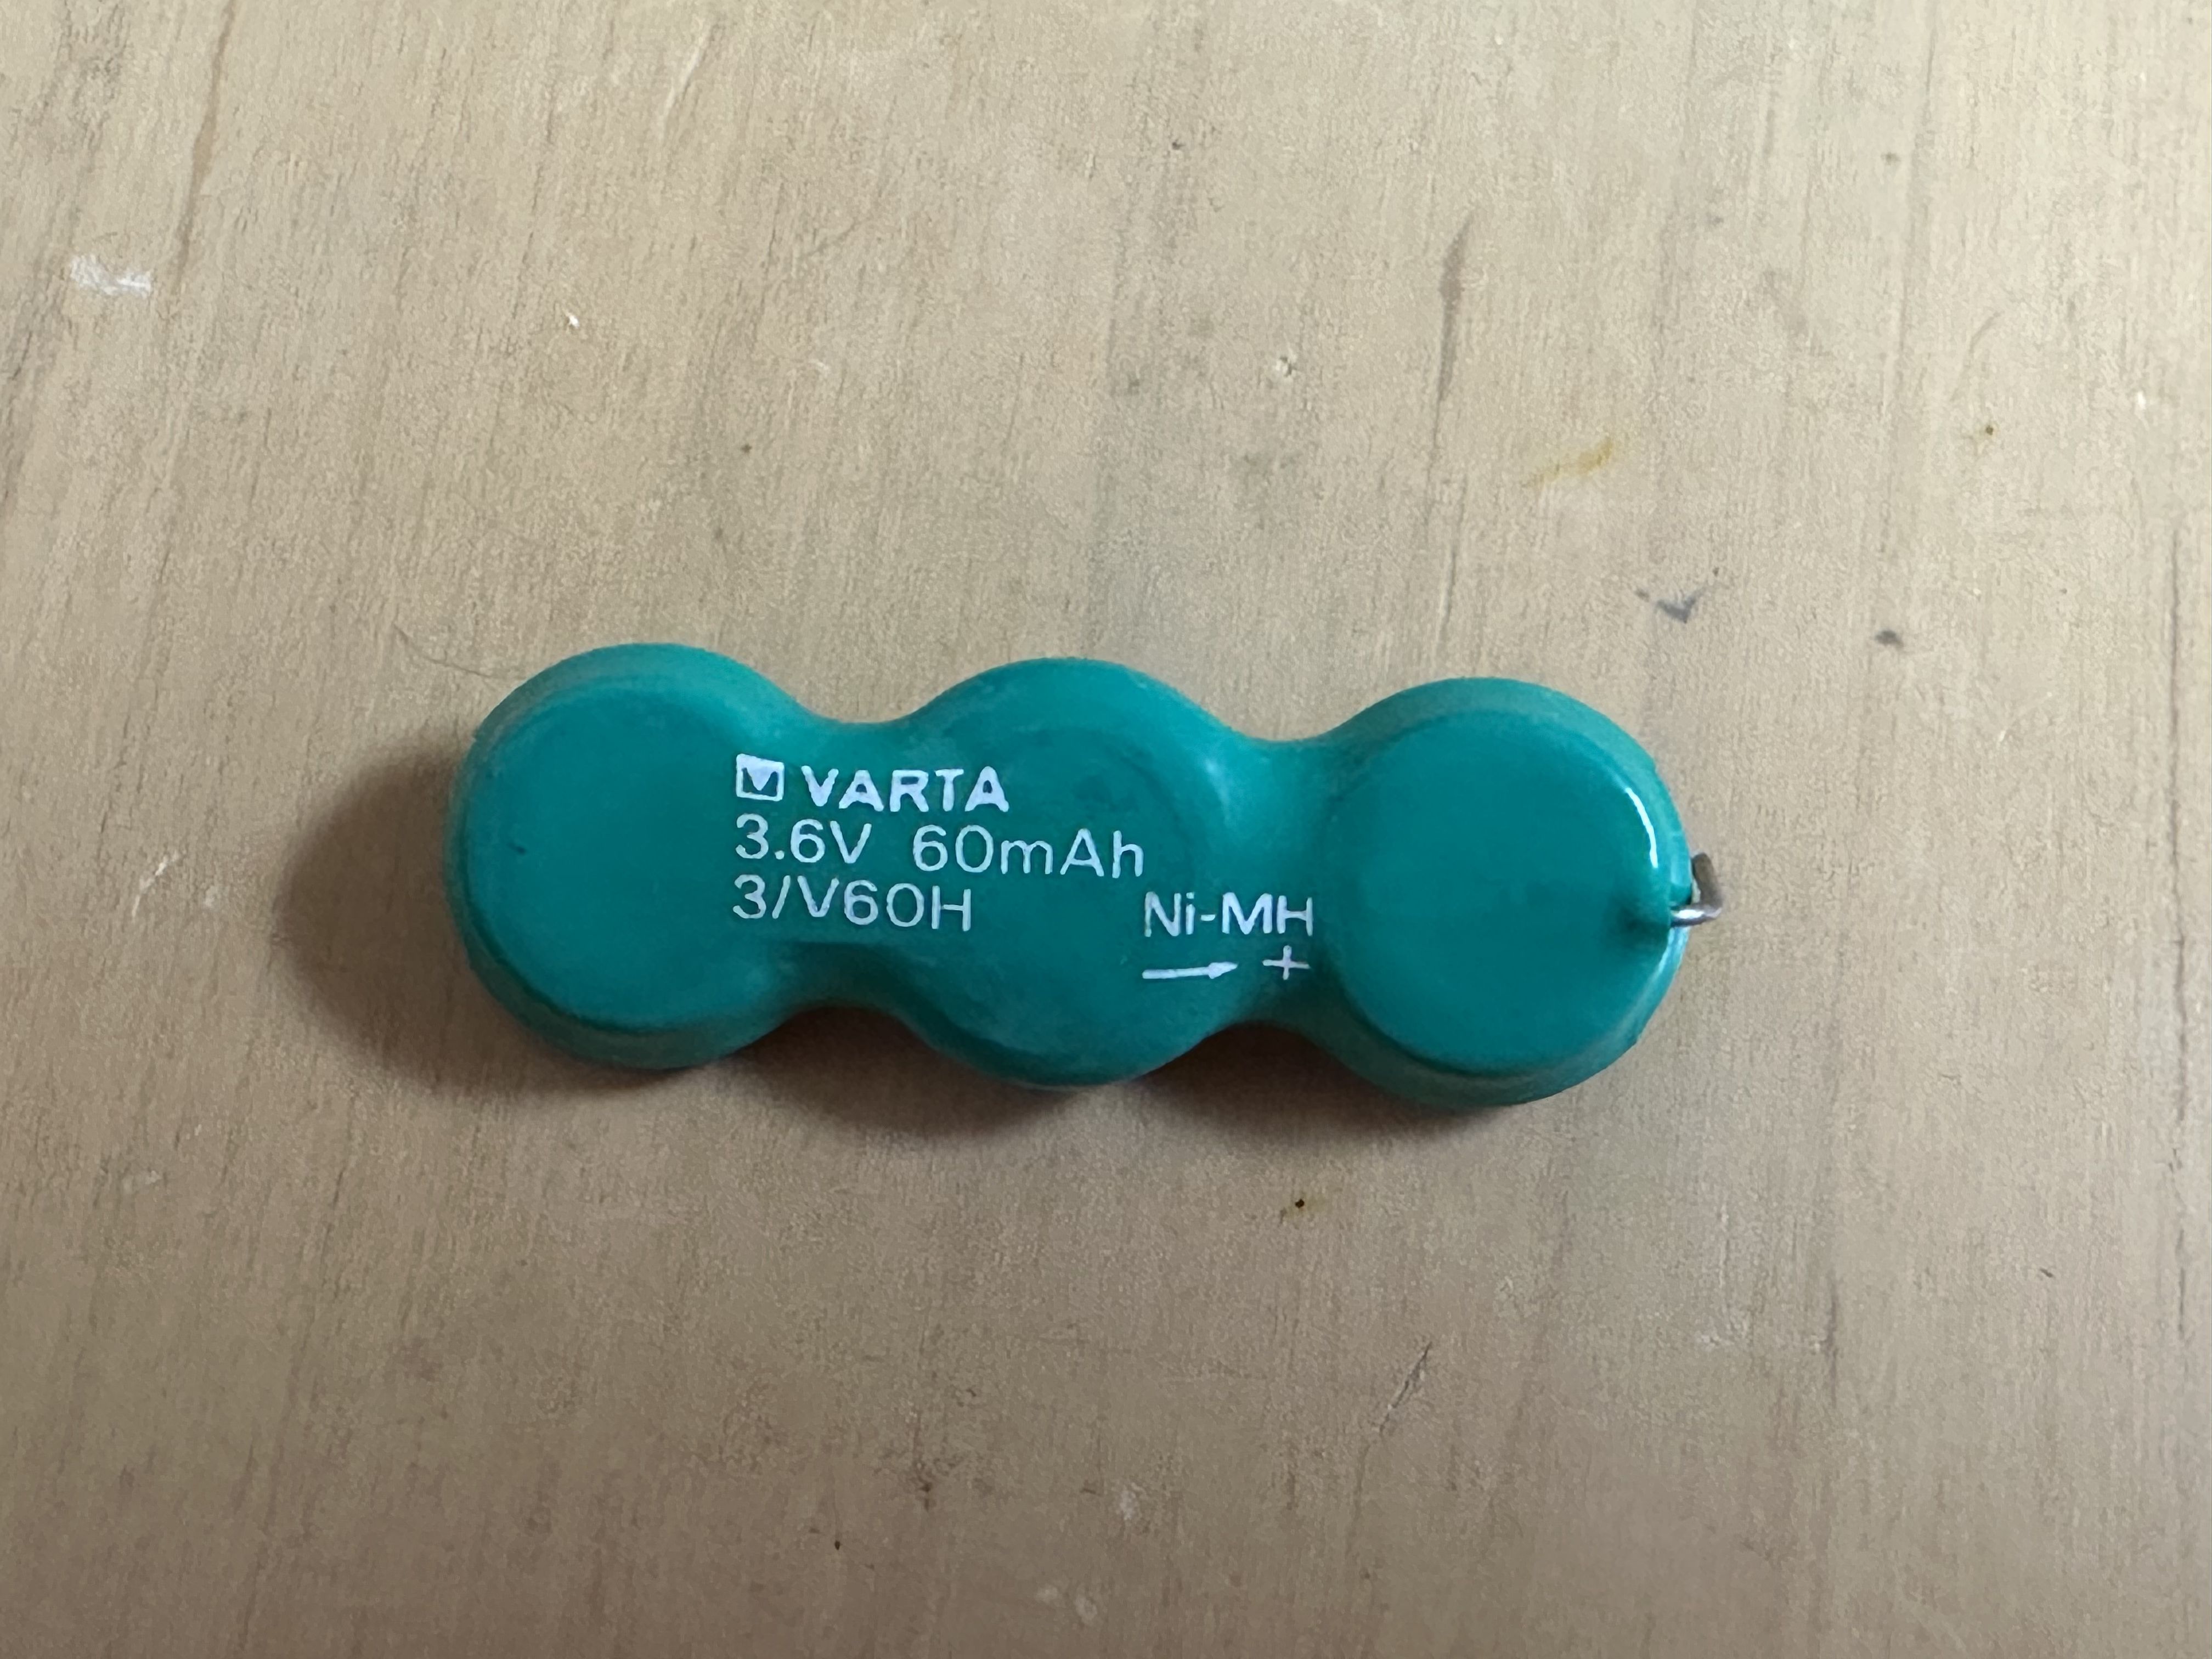 VARTA
3.6V 60mAh
3/V60H
Ni-MH
→ +